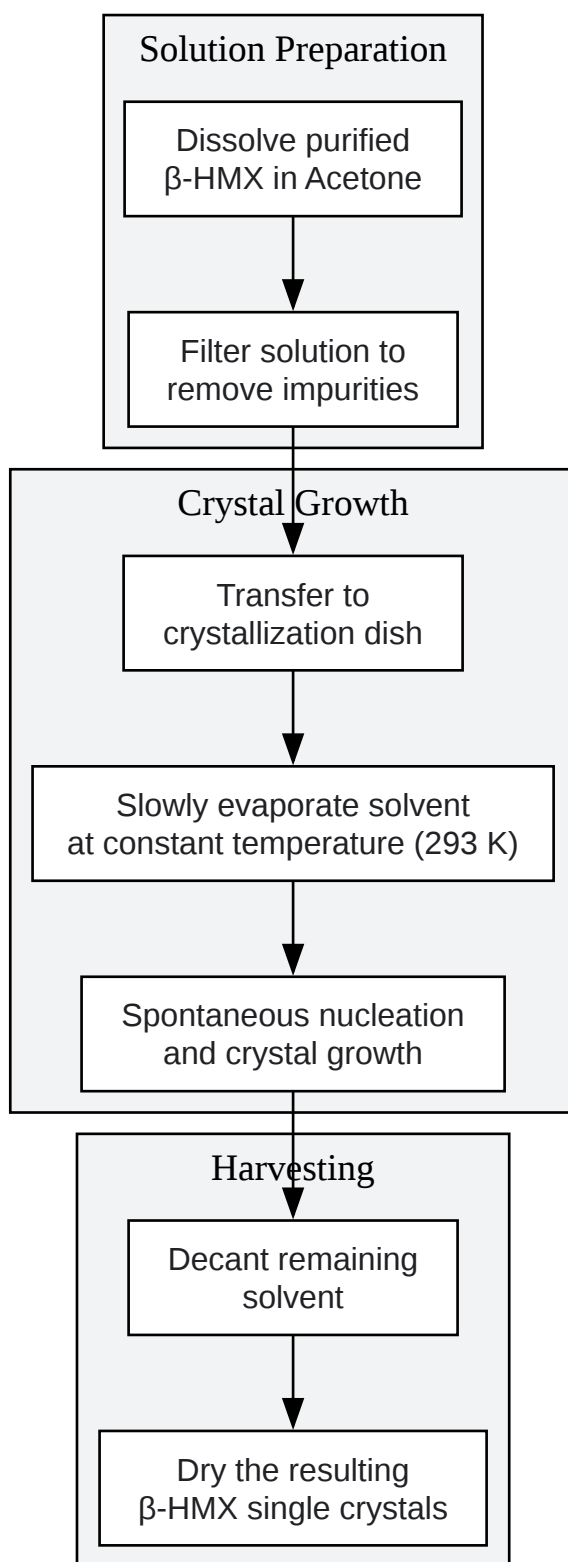 Solution Preparation
Dissolve purified
β-HMX in Acetone
Filter solution to
remove impurities
Crystal Growth
Transfer to
crystallization dish
Slowly evaporate solvent
at constant temperature (293 K)
Spontaneous nucleation
and crystal growth
Harvesting
Decant remaining
solvent
Dry the resulting
β-HMX single crystals